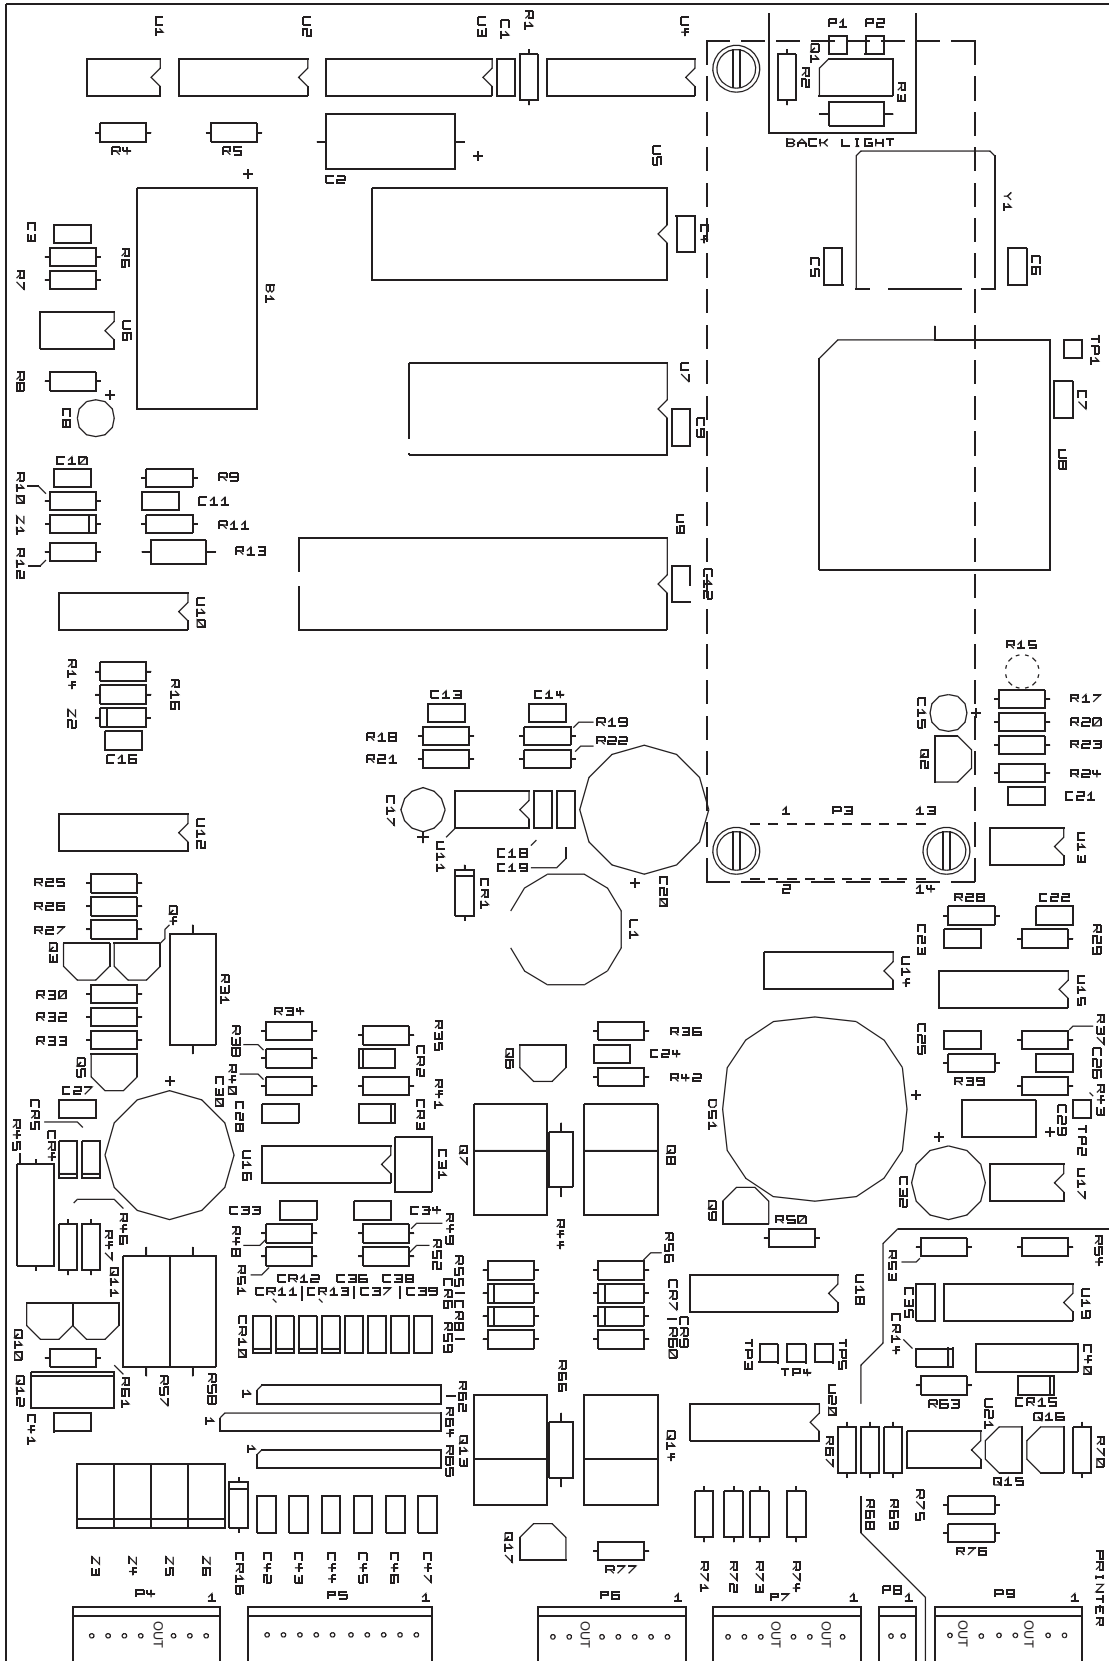 U1
U2
U3
C1
R1
U4
P1
P2
Q1
R2
R3
BACK LIGHT
R4
R5
C2
U5
Y1
C3
R6
R7
B1
C4
C5
C6
U6
TP1
R8
C8
U7
C7
C9
U8
C10
R10
R9
C11
Z1
R11
R12
R13
U9
C12
U10
R15
R14
R16
Z2
C16
C13
C14
R18
R19
R21
R22
C15
R17
R20
Q2
R23
R24
C21
C17
U11
C18
C19
1
P3
13
U12
U13
CR1
C20
2
14
L1
R25
R26
R27
Q4
Q3
R28
C22
C23
R29
R30
R32
R33
R31
U14
U15
Q5
R34
R38
R35
CR2
R40
R41
C30
C28
CR3
Q6
R36
C24
R42
C25
R37
C26
R39
R43
C27
CR5
CR4
R45
DS1
C29
TP2
U16
C31
Q7
Q8
C32
U17
C33
C34
R46
R47
R48
R49
R51
R52
R44
Q9
R50
R53
R54
Q11
CR12
C36
C38
CR11
CR13
C37
C39
R55
CR6
CR8
R59
R56
CR7
CR9
R60
U18
C35
U19
Q10
CR10
TP3
TP4
TP5
CR14
C40
Q12
R61
R57
R58
1
R62
R66
U20
R63
CR15
C41
1
R64
1
R65
Q13
Q14
R67
U21
Q16
Q15
R70
R68
R69
R75
R76
Z3
Z4
Z5
Z6
CR16
C42
C43
C44
C45
C46
C47
Q17
R77
R71
R72
R73
R74
PRINTER
P4
1
P5
1
P6
1
P7
1
P8
1
P9
1
OUT
OUT
OUT
OUT
OUT
OUT